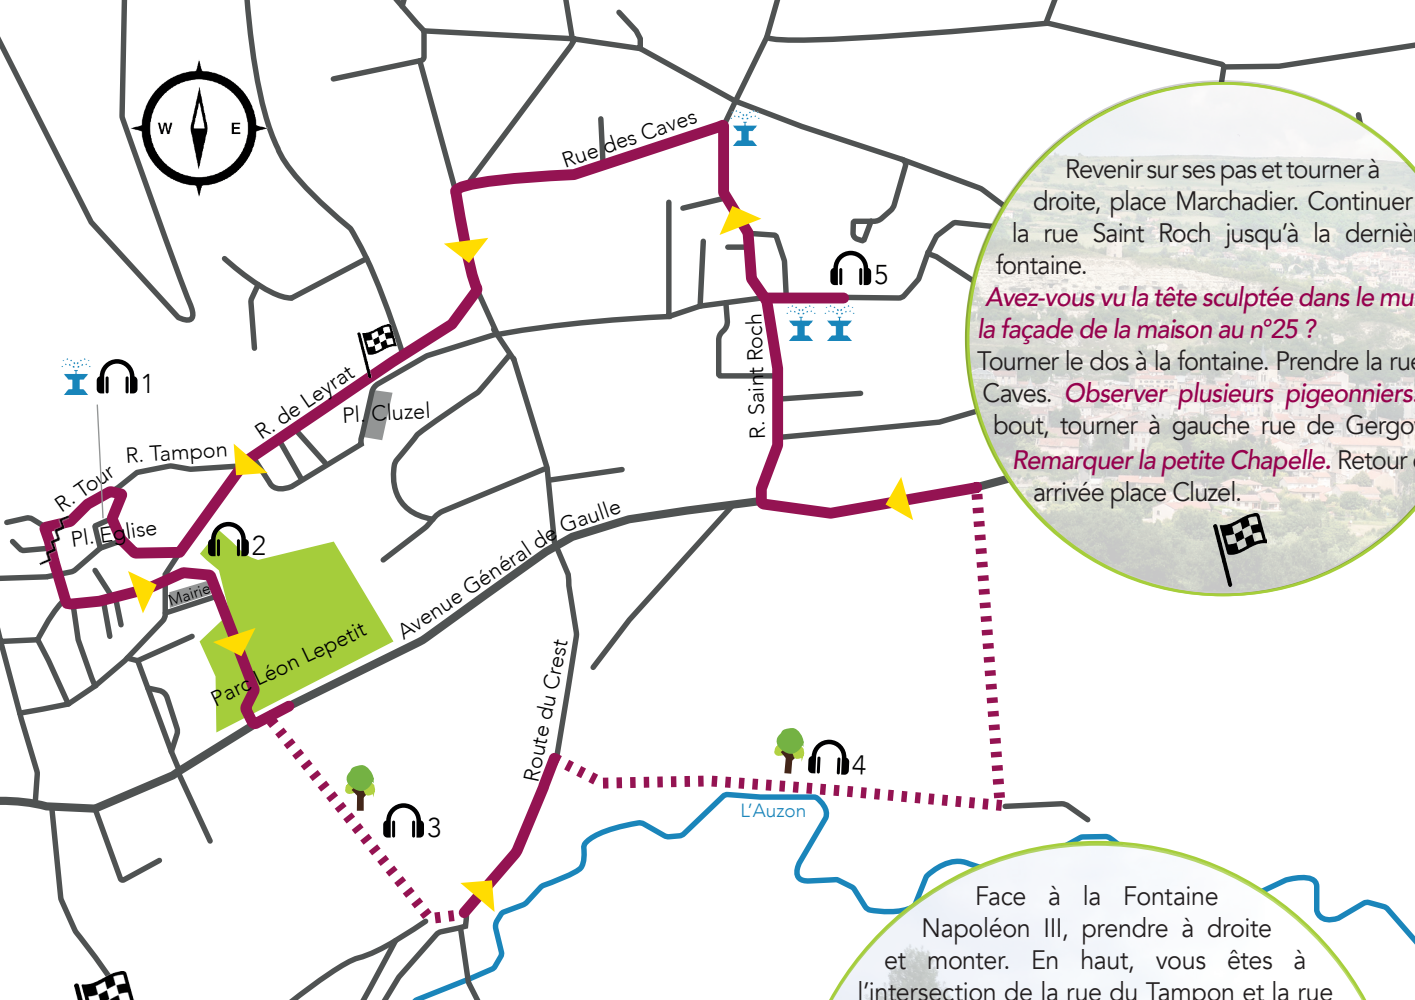 W E
Rue des Caves
5
R. Saint Roch
1
R. de Leyrat
Pl. Cluzel
R. Tampon
R. Tour
Pl. Eglise
2
Mairie
Avenue Général de Gaulle
Parc Léon Lepetit
Route du Crest
4
L'Auzon
3
Revenir sur ses pas et tourner à
droite, place Marchadier. Continuer
la rue Saint Roch jusqu'à la
fontaine.
Avez-vous vu la tête sculptée dans le
la façade de la maison au n°25 ?
Tourner le dos à la fontaine. Prendre la rue
Caves. Observer plusieurs pigeonniers.
bout, tourner à gauche rue de
Remarquer la petite Chapelle. Retour
arrivée place Cluzel.
Face à la Fontaine
Napoléon III, prendre à droite
et monter. En haut, vous êtes à
l'intersection de la rue du Tampon et la rue